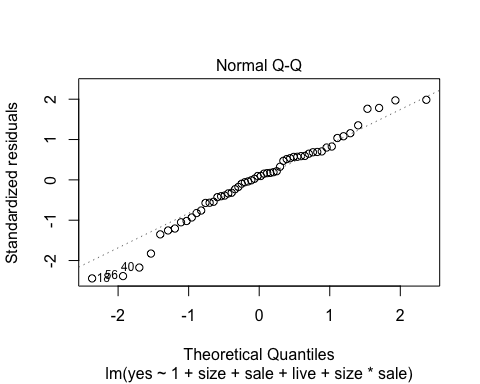 Normal Q-Q
Standardized residuals
2
1
0
-1
-2
40
56
18
-2 -1 0 1 2
Theoretical Quantiles
lm(yes ~ 1 + size + sale + live + size * sale)